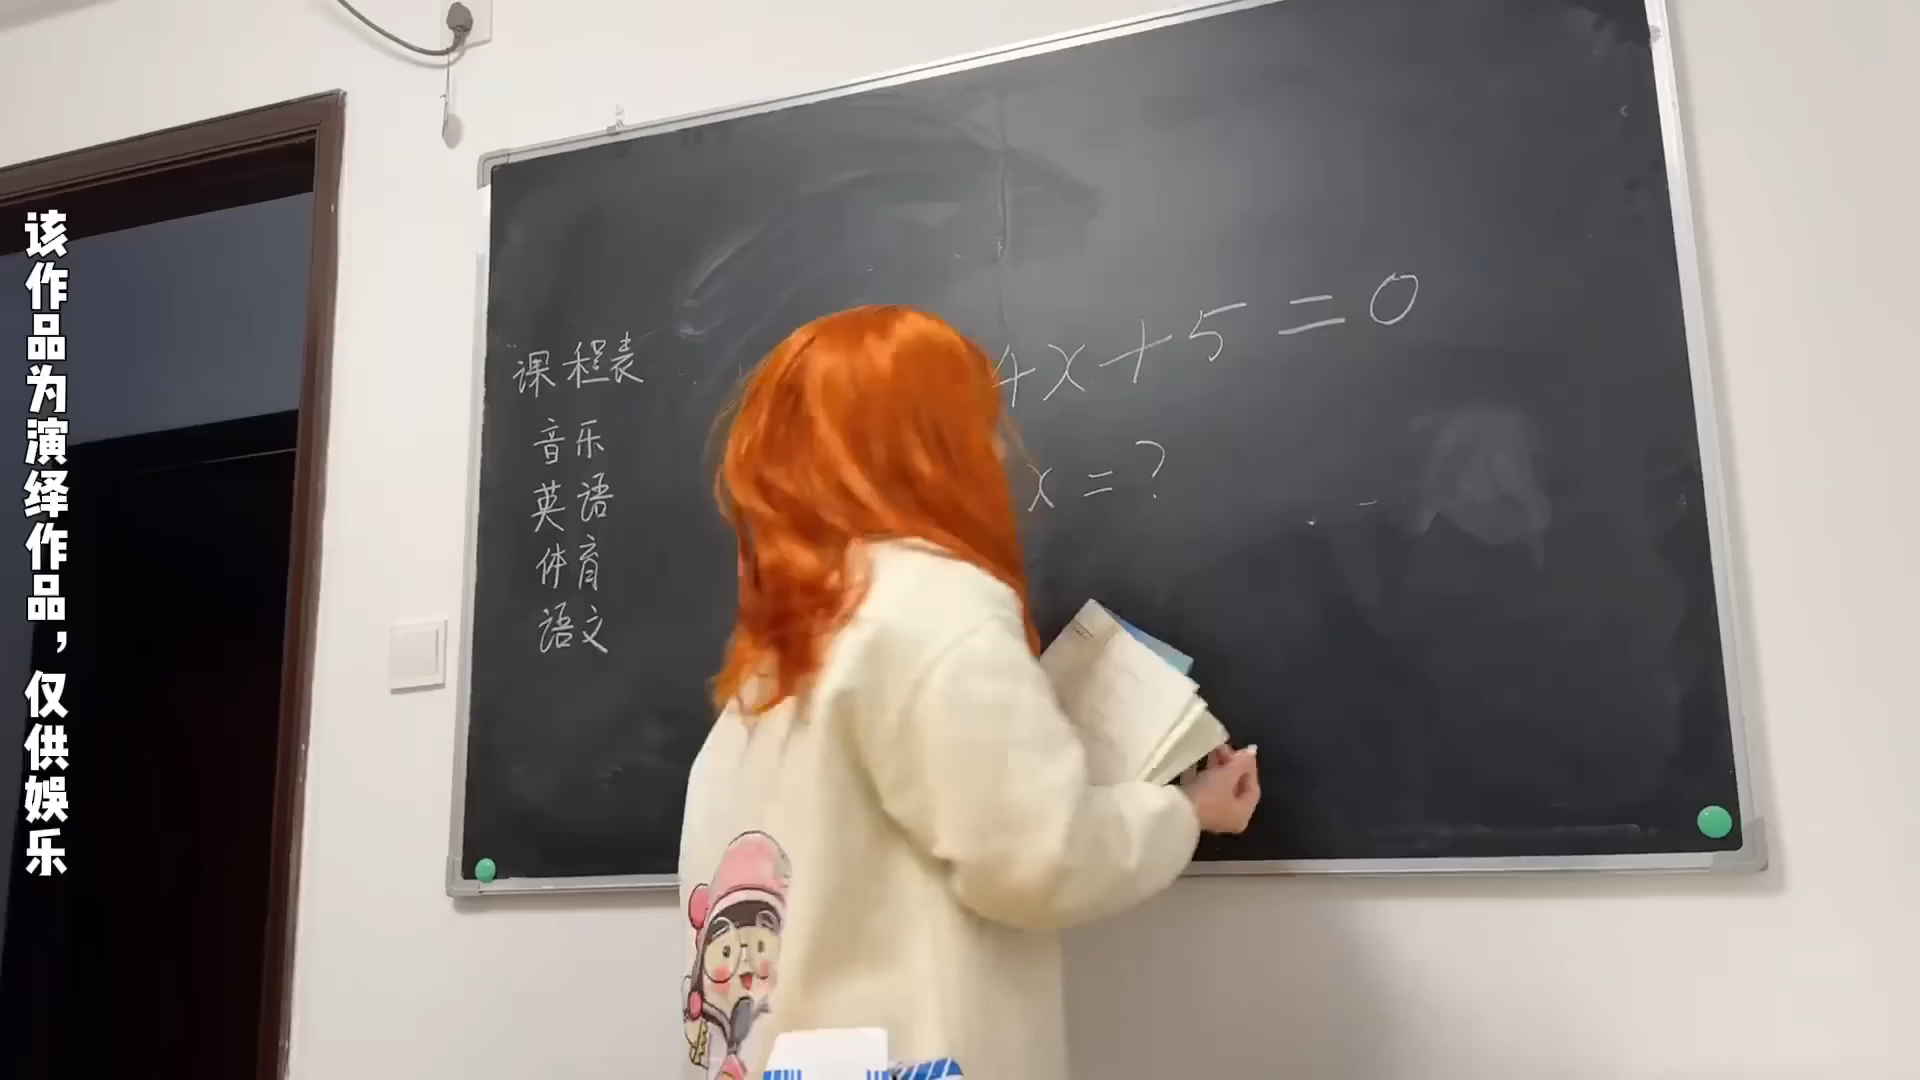 该作品为演绎作品，仅供娱乐
课程表
音乐
英语
体育
语文
4x+5=0
x=?